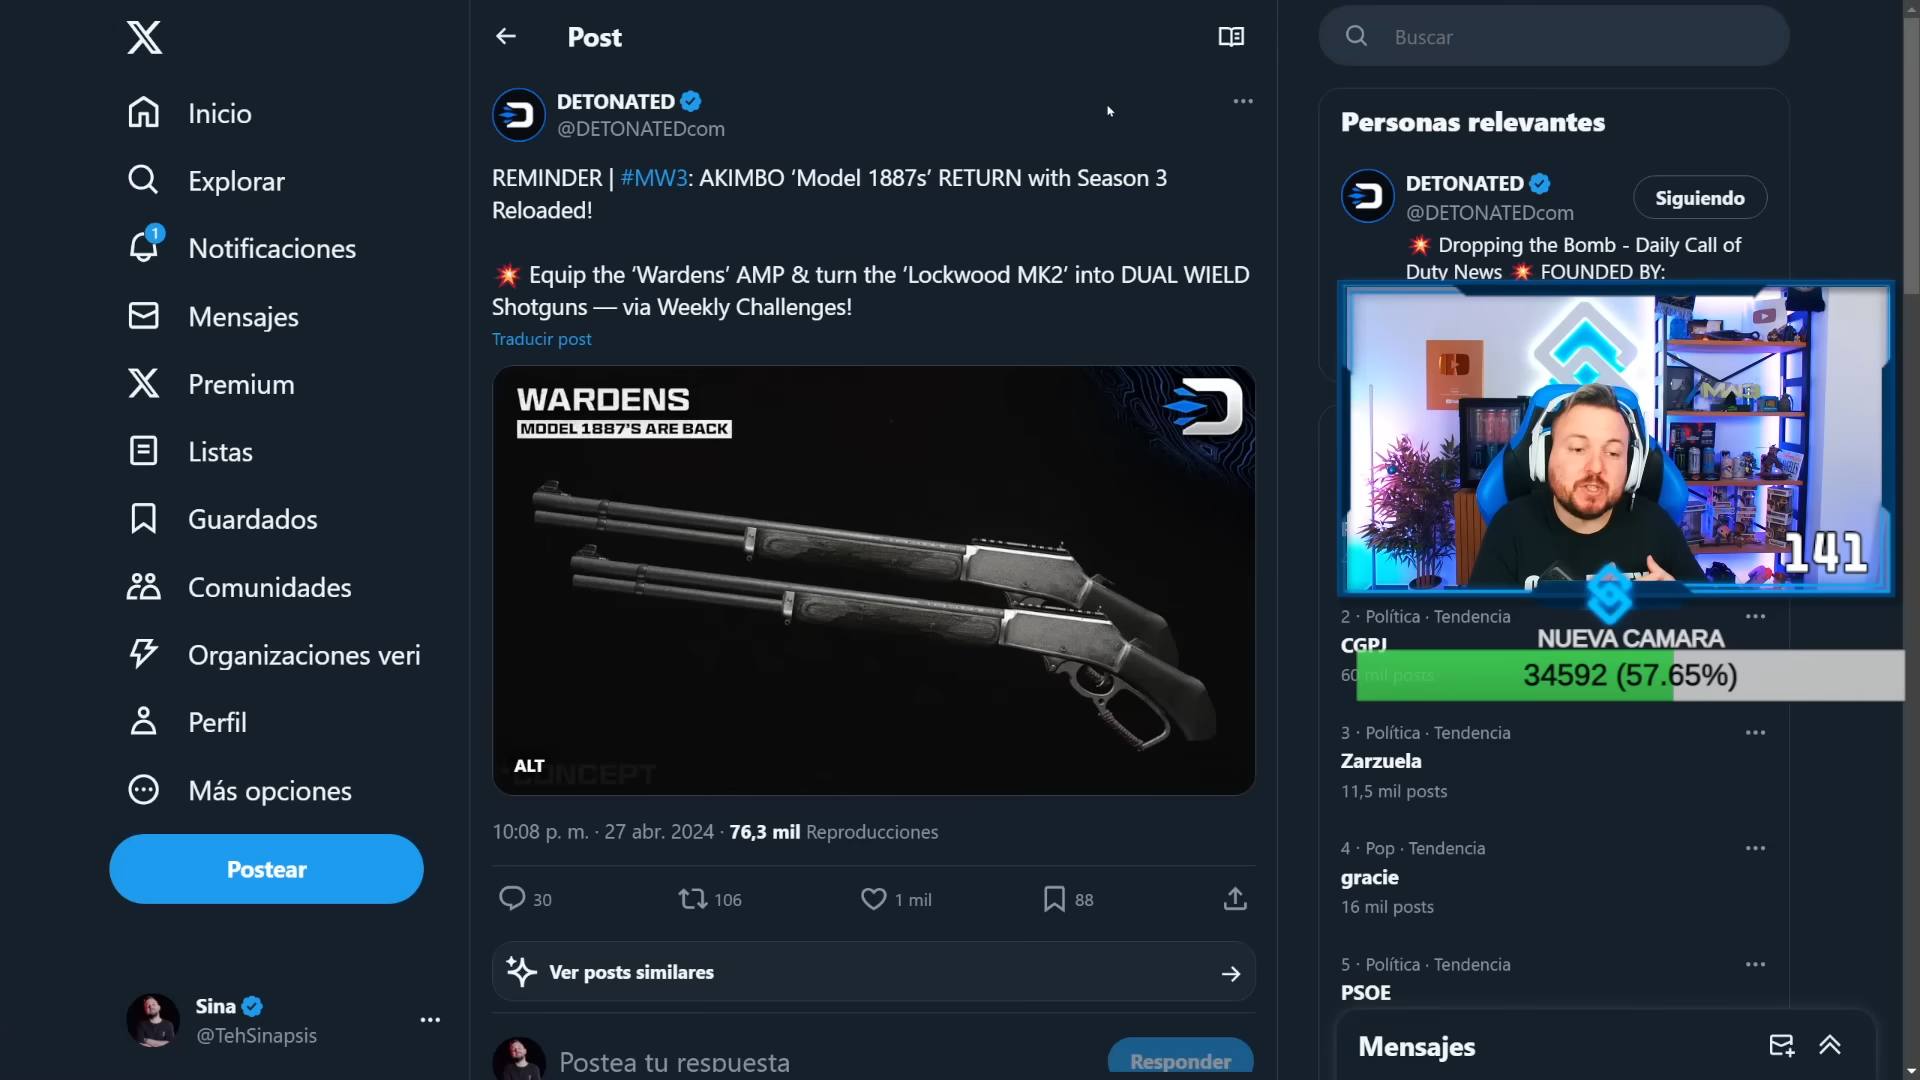 Inicio
Explorar
1
Notificaciones
Mensajes
Premium
Listas
Guardados
Comunidades
Organizaciones veri
Perfil
Más opciones
Postear
Sina
@TehSinapsis
Post
DETONATED
@DETONATEDcom
REMINDER | #MW3: AKIMBO ‘Model 1887s’ RETURN with Season 3
Reloaded!
💥 Equip the ‘Wardens’ AMP & turn the ‘Lockwood MK2’ into DUAL WIELD
Shotguns — via Weekly Challenges!
Traducir post
WARDENS
MODEL 1887'S ARE BACK
ALT
CONCEPT
10:08 p. m. · 27 abr. 2024 · 76,3 mil Reproducciones
30
106
1 mil
88
Ver posts similares
Postea tu respuesta
Responder
Buscar
Personas relevantes
DETONATED
@DETONATEDcom
Siguiendo
💥 Dropping the Bomb - Daily Call of
Duty News 💥 FOUNDED BY:
MW3
141
2 · Política · Tendencia
CGPJ
60 mil posts
NUEVA CAMARA
34592 (57.65%)
3 · Política · Tendencia
Zarzuela
11,5 mil posts
4 · Pop · Tendencia
gracie
16 mil posts
5 · Política · Tendencia
PSOE
Mensajes